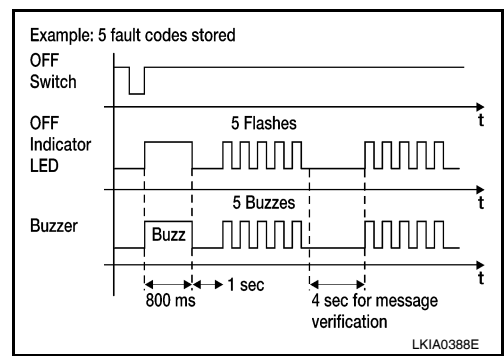 Example: 5 fault codes stored
OFF
Switch
t
OFF
Indicator
LED
5 Flashes
t
5 Buzzes
Buzzer
Buzz
t
1 sec
800 ms
4 sec for message
verification
LKIA0388E